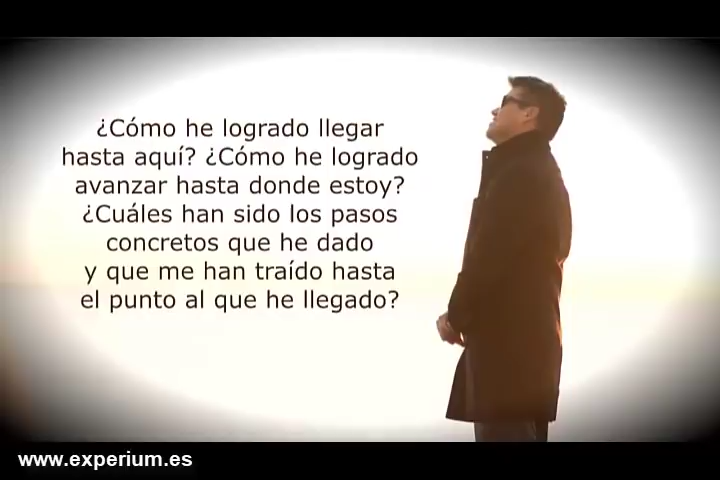 ¿Cómo he logrado llegar
hasta aquí? ¿Cómo he logrado
avanzar hasta donde estoy?
¿Cuáles han sido los pasos
concretos que he dado
y que me han traído hasta
el punto al que he llegado?
www.experium.es